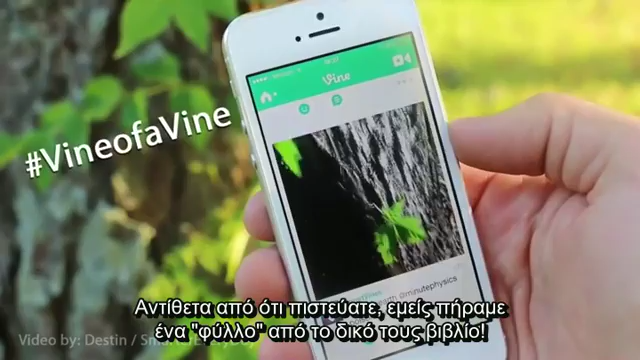 #VineofaVine
Vine
@minutephysics
Αντίθετα από ότι πιστεύατε, εμείς πήραμε
ένα "φύλλο" από το δικό τους βιβλίο!
Video by: Destin /